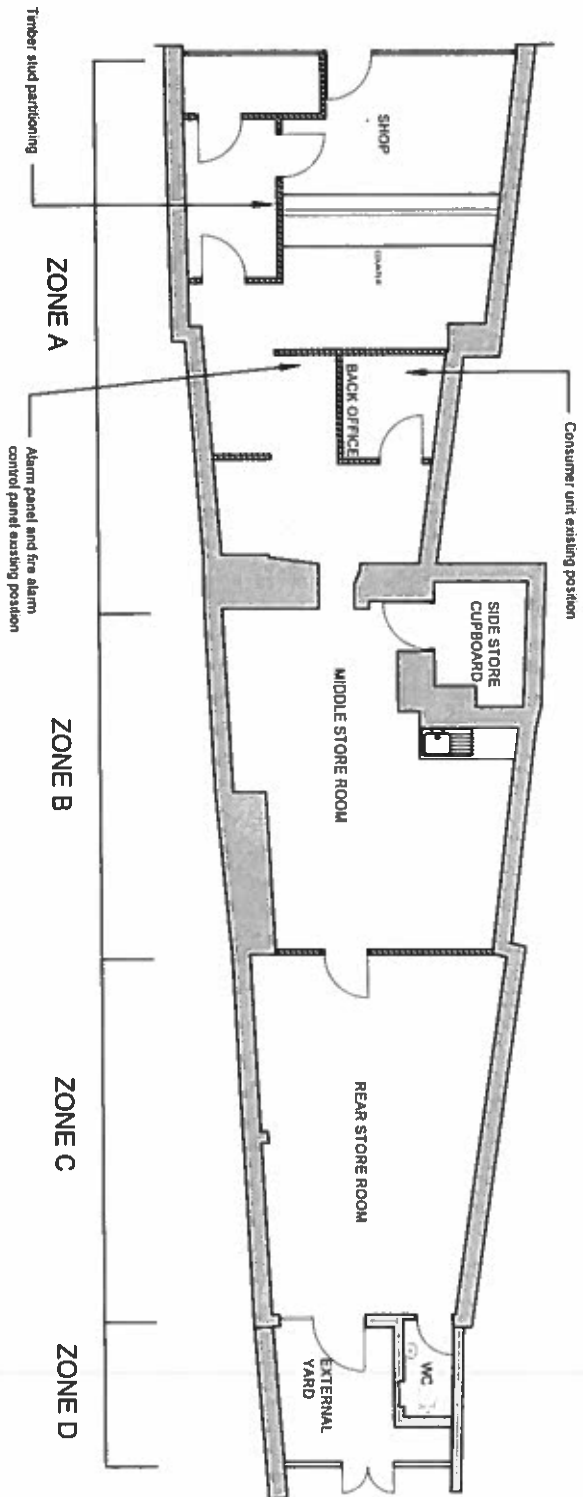 Timber stud partitioning
ZONE A
Alarm panel and fire alarm
control panel existing position
SHOP
COUNTER
BACK OFFICE
Consumer unit existing position
SIDE STORE
CUPBOARD
MIDDLE STORE ROOM
ZONE B
REAR STORE ROOM
ZONE C
WC
EXTERNAL
YARD
ZONE D